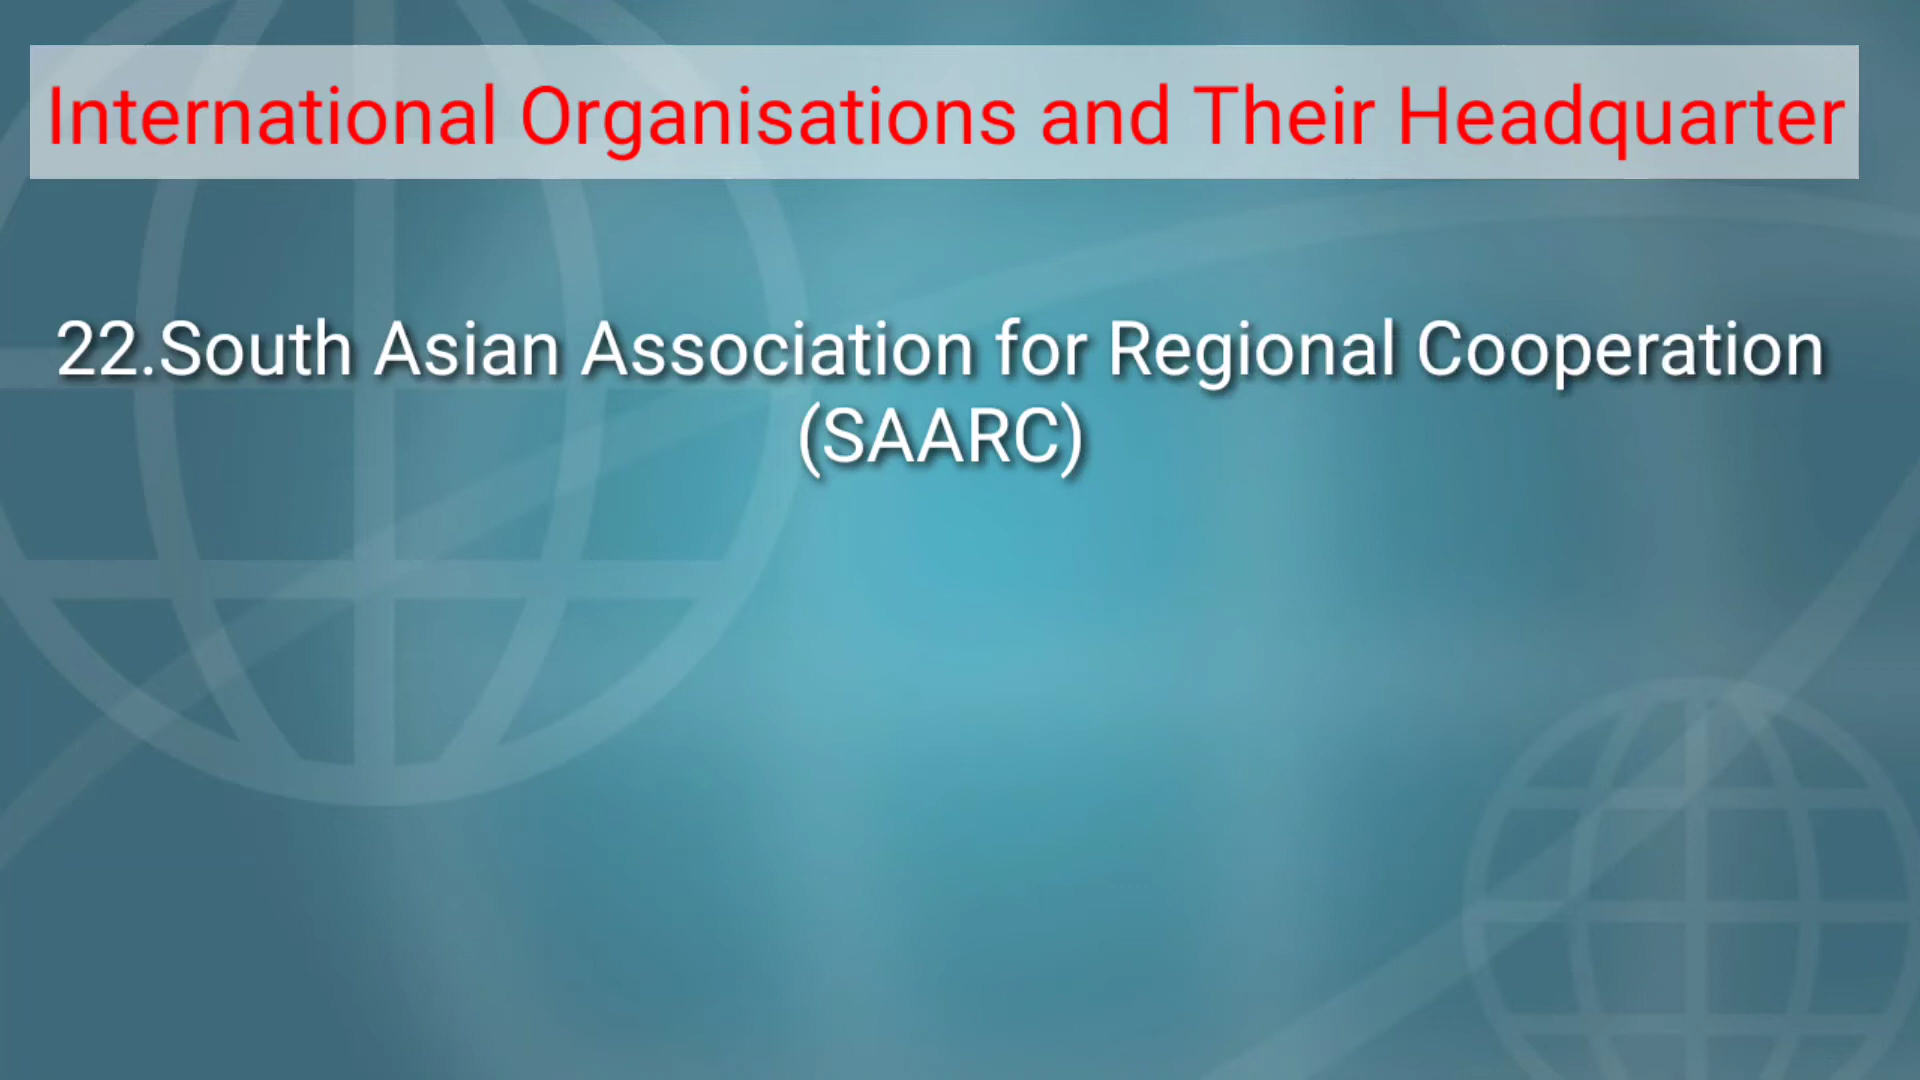 International Organisations and Their Headquarter
22.South Asian Association for Regional Cooperation
(SAARC)